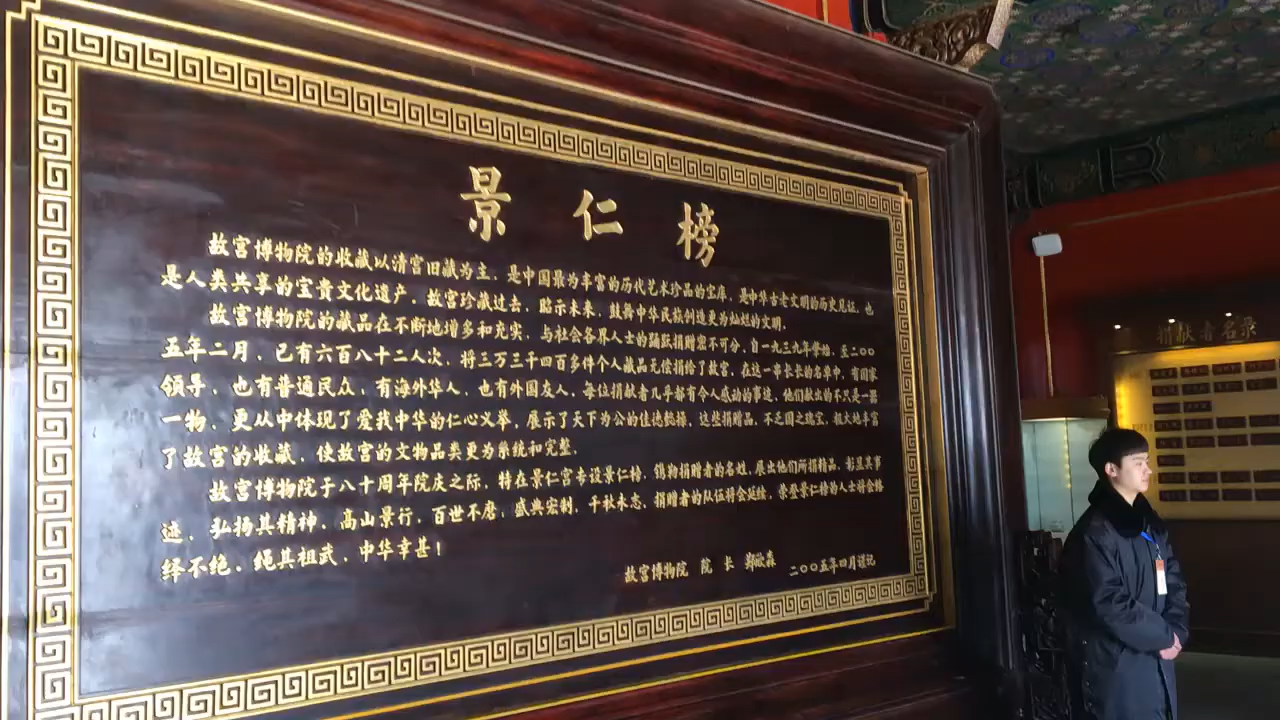 景仁榜
故宫博物院的收藏以清宫旧藏为主，是中国最为丰富的历代艺术珍品的宝库，是中华古老文明的历史见证，也
是人类共享的宝贵文化遗产。故宫珍藏过去，昭示未来，鼓舞中华民族创造更为灿烂的文明。
故宫博物院的藏品在不断地增多和充实，与社会各界人士的踊跃捐赠密不可分，自一九三九年肇始，至二〇〇
五年二月，已有六百八十二人次，将三万三千四百多件个人藏品无偿捐给了故宫。在这一串长长的名单中，有国家
领导，也有普通民众，有海外华人，也有外国友人，每位捐献者几乎都有令人感动的事迹，他们献出的不只是一器
一物，更从中体现了爱我中华的仁心义举，展示了天下为公的佳德懿操，这些捐赠品，不乏国之瑰宝，极大地丰富
了故宫的收藏，使故宫的文物品类更为系统和完整。
故宫博物院于八十周年院庆之际，特在景仁宫专设景仁榜，镌勒捐赠者的名姓，展出他们所捐精品，彰显其事
迹，弘扬其精神，高山景行，百世不磨，盛典宏制，千秋永志，捐赠者的队伍将会延续，荣登景仁榜的人士将会络
绎不绝，绳其祖武，中华幸甚！
故宫博物院 院 长 郑欣淼 二〇〇五年四月谨记
捐献者名录